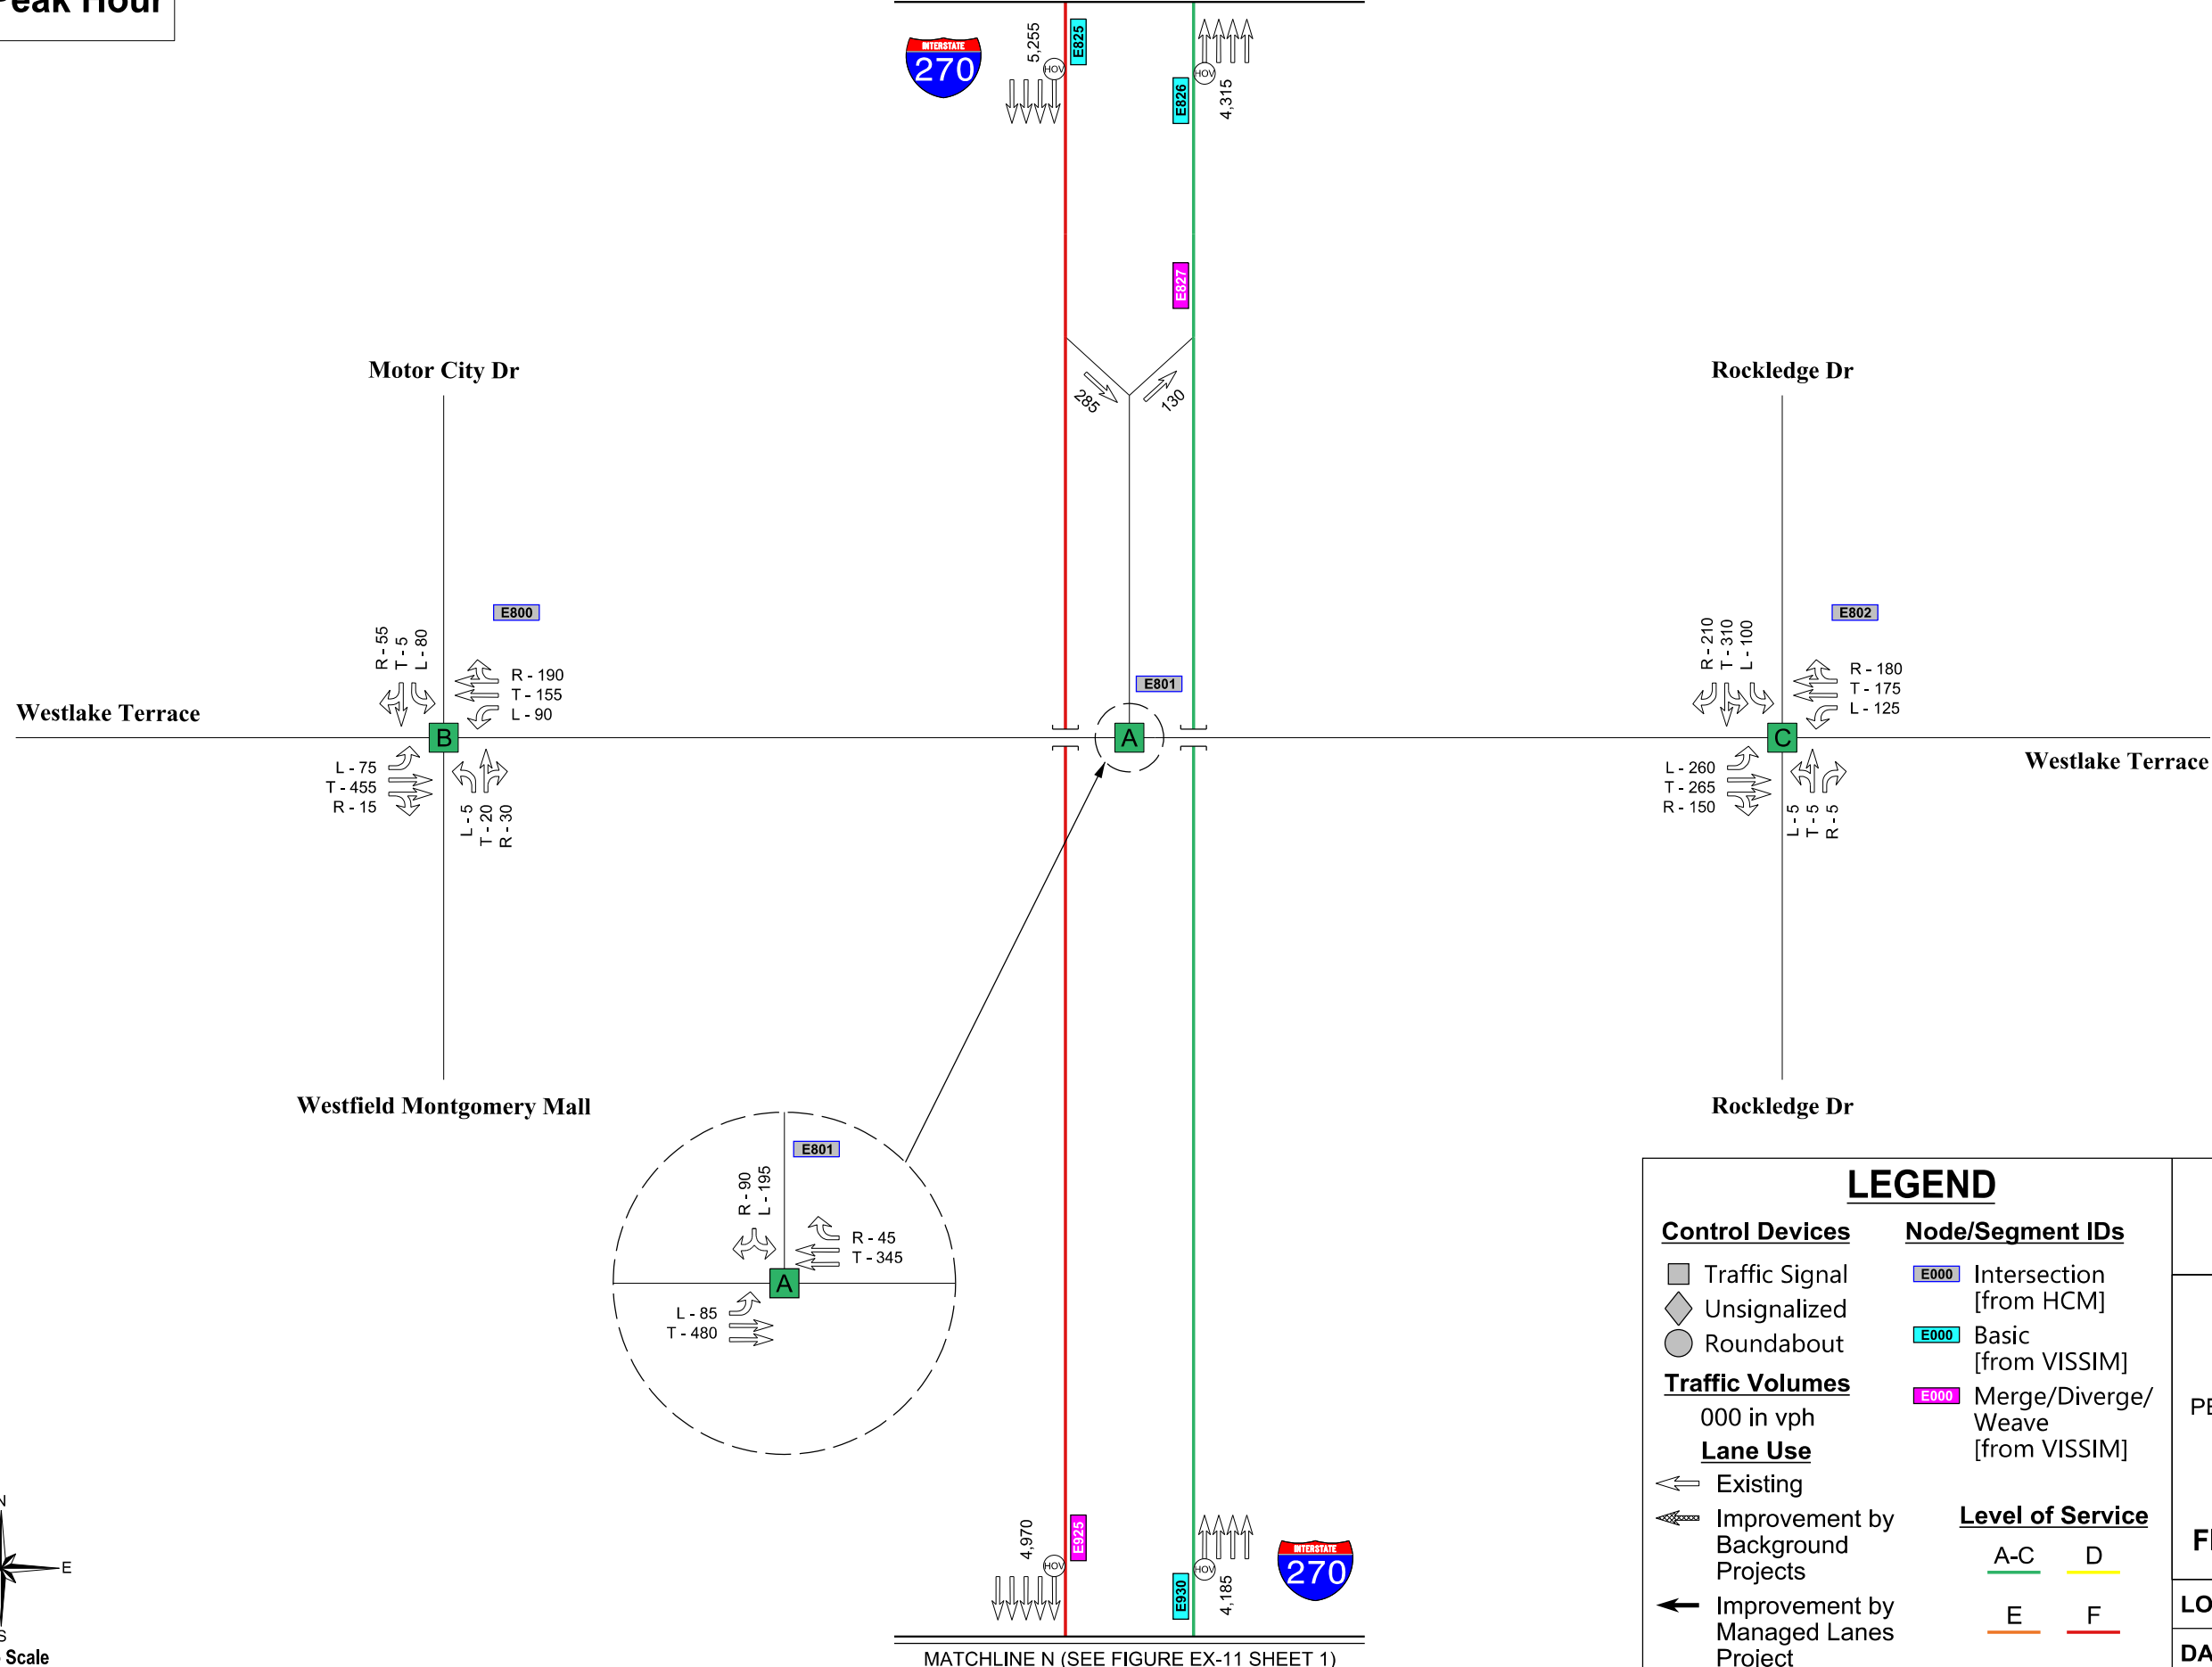 Peak Hour
INTERSTATE
270
5,255
HOV
E825
E826
HOV
4,315
E827
285
130
Motor City Dr
Rockledge Dr
E800
R - 55
T - 5
L - 80
R - 190
T - 155
L - 90
Westlake Terrace
B
L - 75
T - 455
R - 15
L - 5
T - 20
R - 30
E801
A
E802
R - 210
T - 310
L - 100
R - 180
T - 175
L - 125
C
Westlake Terrace
L - 260
T - 265
R - 150
L - 5
T - 5
R - 5
Westfield Montgomery Mall
Rockledge Dr
E801
R - 90
L - 195
R - 45
T - 345
A
L - 85
T - 480
4,970
HOV
E925
E930
HOV
4,185
INTERSTATE
270
MATCHLINE N (SEE FIGURE EX-11 SHEET 1)
N
E
S
Scale
LEGEND
Control Devices
Traffic Signal
Unsignalized
Roundabout
Traffic Volumes
000 in vph
Lane Use
Existing
Improvement by
Background
Projects
Improvement by
Managed Lanes
Project
Node/Segment IDs
E000 Intersection
[from HCM]
E000 Basic
[from VISSIM]
E000 Merge/Diverge/
Weave
[from VISSIM]
Level of Service
A-C D
E F